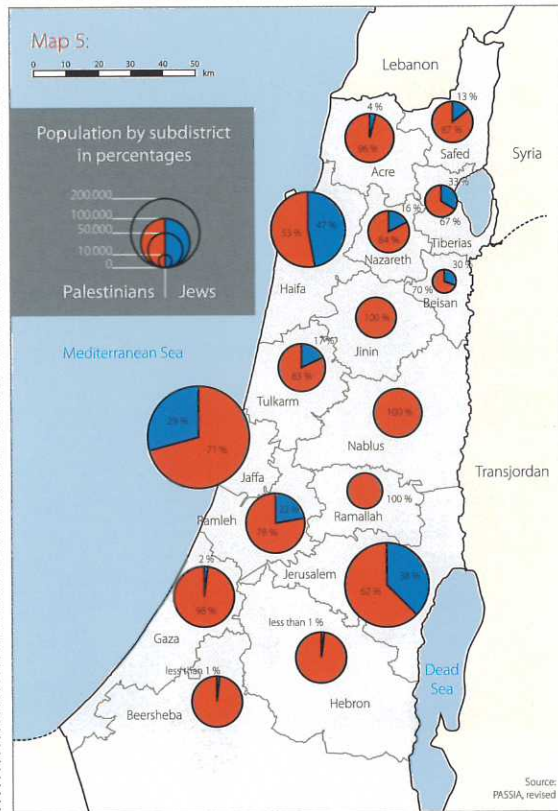 Map 5:
0 10 20 30 40 50
km
Population by subdistrict
in percentages
200.000
100.000
50.000
10.000
0
Palestinians
Jews
Lebanon
Syria
Transjordan
Mediterranean Sea
Dead
Sea
4 %
96 %
Acre
13 %
Safed
33 %
67 %
Tiberias
6 %
84 %
Nazareth
53 %
47 %
Haifa
30 %
70 %
Beisan
100 %
Jinin
17 %
83 %
Tulkarm
100 %
Nablus
29 %
71 %
Jaffa
100 %
Ramallah
22 %
78 %
Ramleh
Jerusalem
38 %
62 %
2 %
98 %
Gaza
less than 1 %
Hebron
less than 1 %
Beersheba
Source:
PASSIA, revised